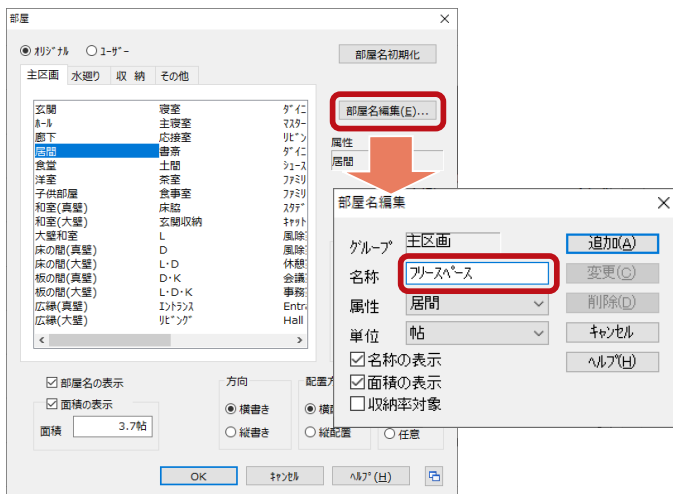 部屋
ｵﾘｼﾞﾅﾙ ﾕｰｻﾞｰ
部屋名初期化
主区画 水廻り 収 納 その他
玄関 寝室 ﾀﾞｲﾆ
ﾎｰﾙ 主寝室 ﾏｽﾀｰ
廊下 応接室 ﾘﾋﾞﾝ
居間 書斎 ﾀﾞｲﾆ
食堂 土間 ｼｭｰｽ
洋室 茶室 ﾌｧﾐﾘ
子供部屋 食事室 ﾌｧﾐﾘ
和室(真壁) 床脇 ｽﾀﾃﾞ
和室(大壁) 玄関収納 ｷｬｯﾄ
大壁和室 L 風除
床の間(真壁) D 風除
床の間(大壁) L・D 休憩
板の間(真壁) D・K 会議
板の間(大壁) L・D・K 事務
広縁(真壁) ｴﾝﾄﾗﾝｽ Entr
広縁(大壁) ﾘﾋﾞﾝｸﾞ Hall
部屋名編集(E)...
属性
居間
部屋名編集
ｸﾞﾙｰﾌﾟ 主区画
名称 ﾌﾘｰｽﾍﾟｰｽ
属性 居間
単位 帖
名称の表示
面積の表示
収納率対象
追加(A)
変更(C)
削除(D)
ｷｬﾝｾﾙ
ﾍﾙﾌﾟ(H)
部屋名の表示
面積の表示
面積 3.7帖
方向
横書き
縦書き
配置
縦配置
任意
OK ｷｬﾝｾﾙ ﾍﾙﾌﾟ(H)